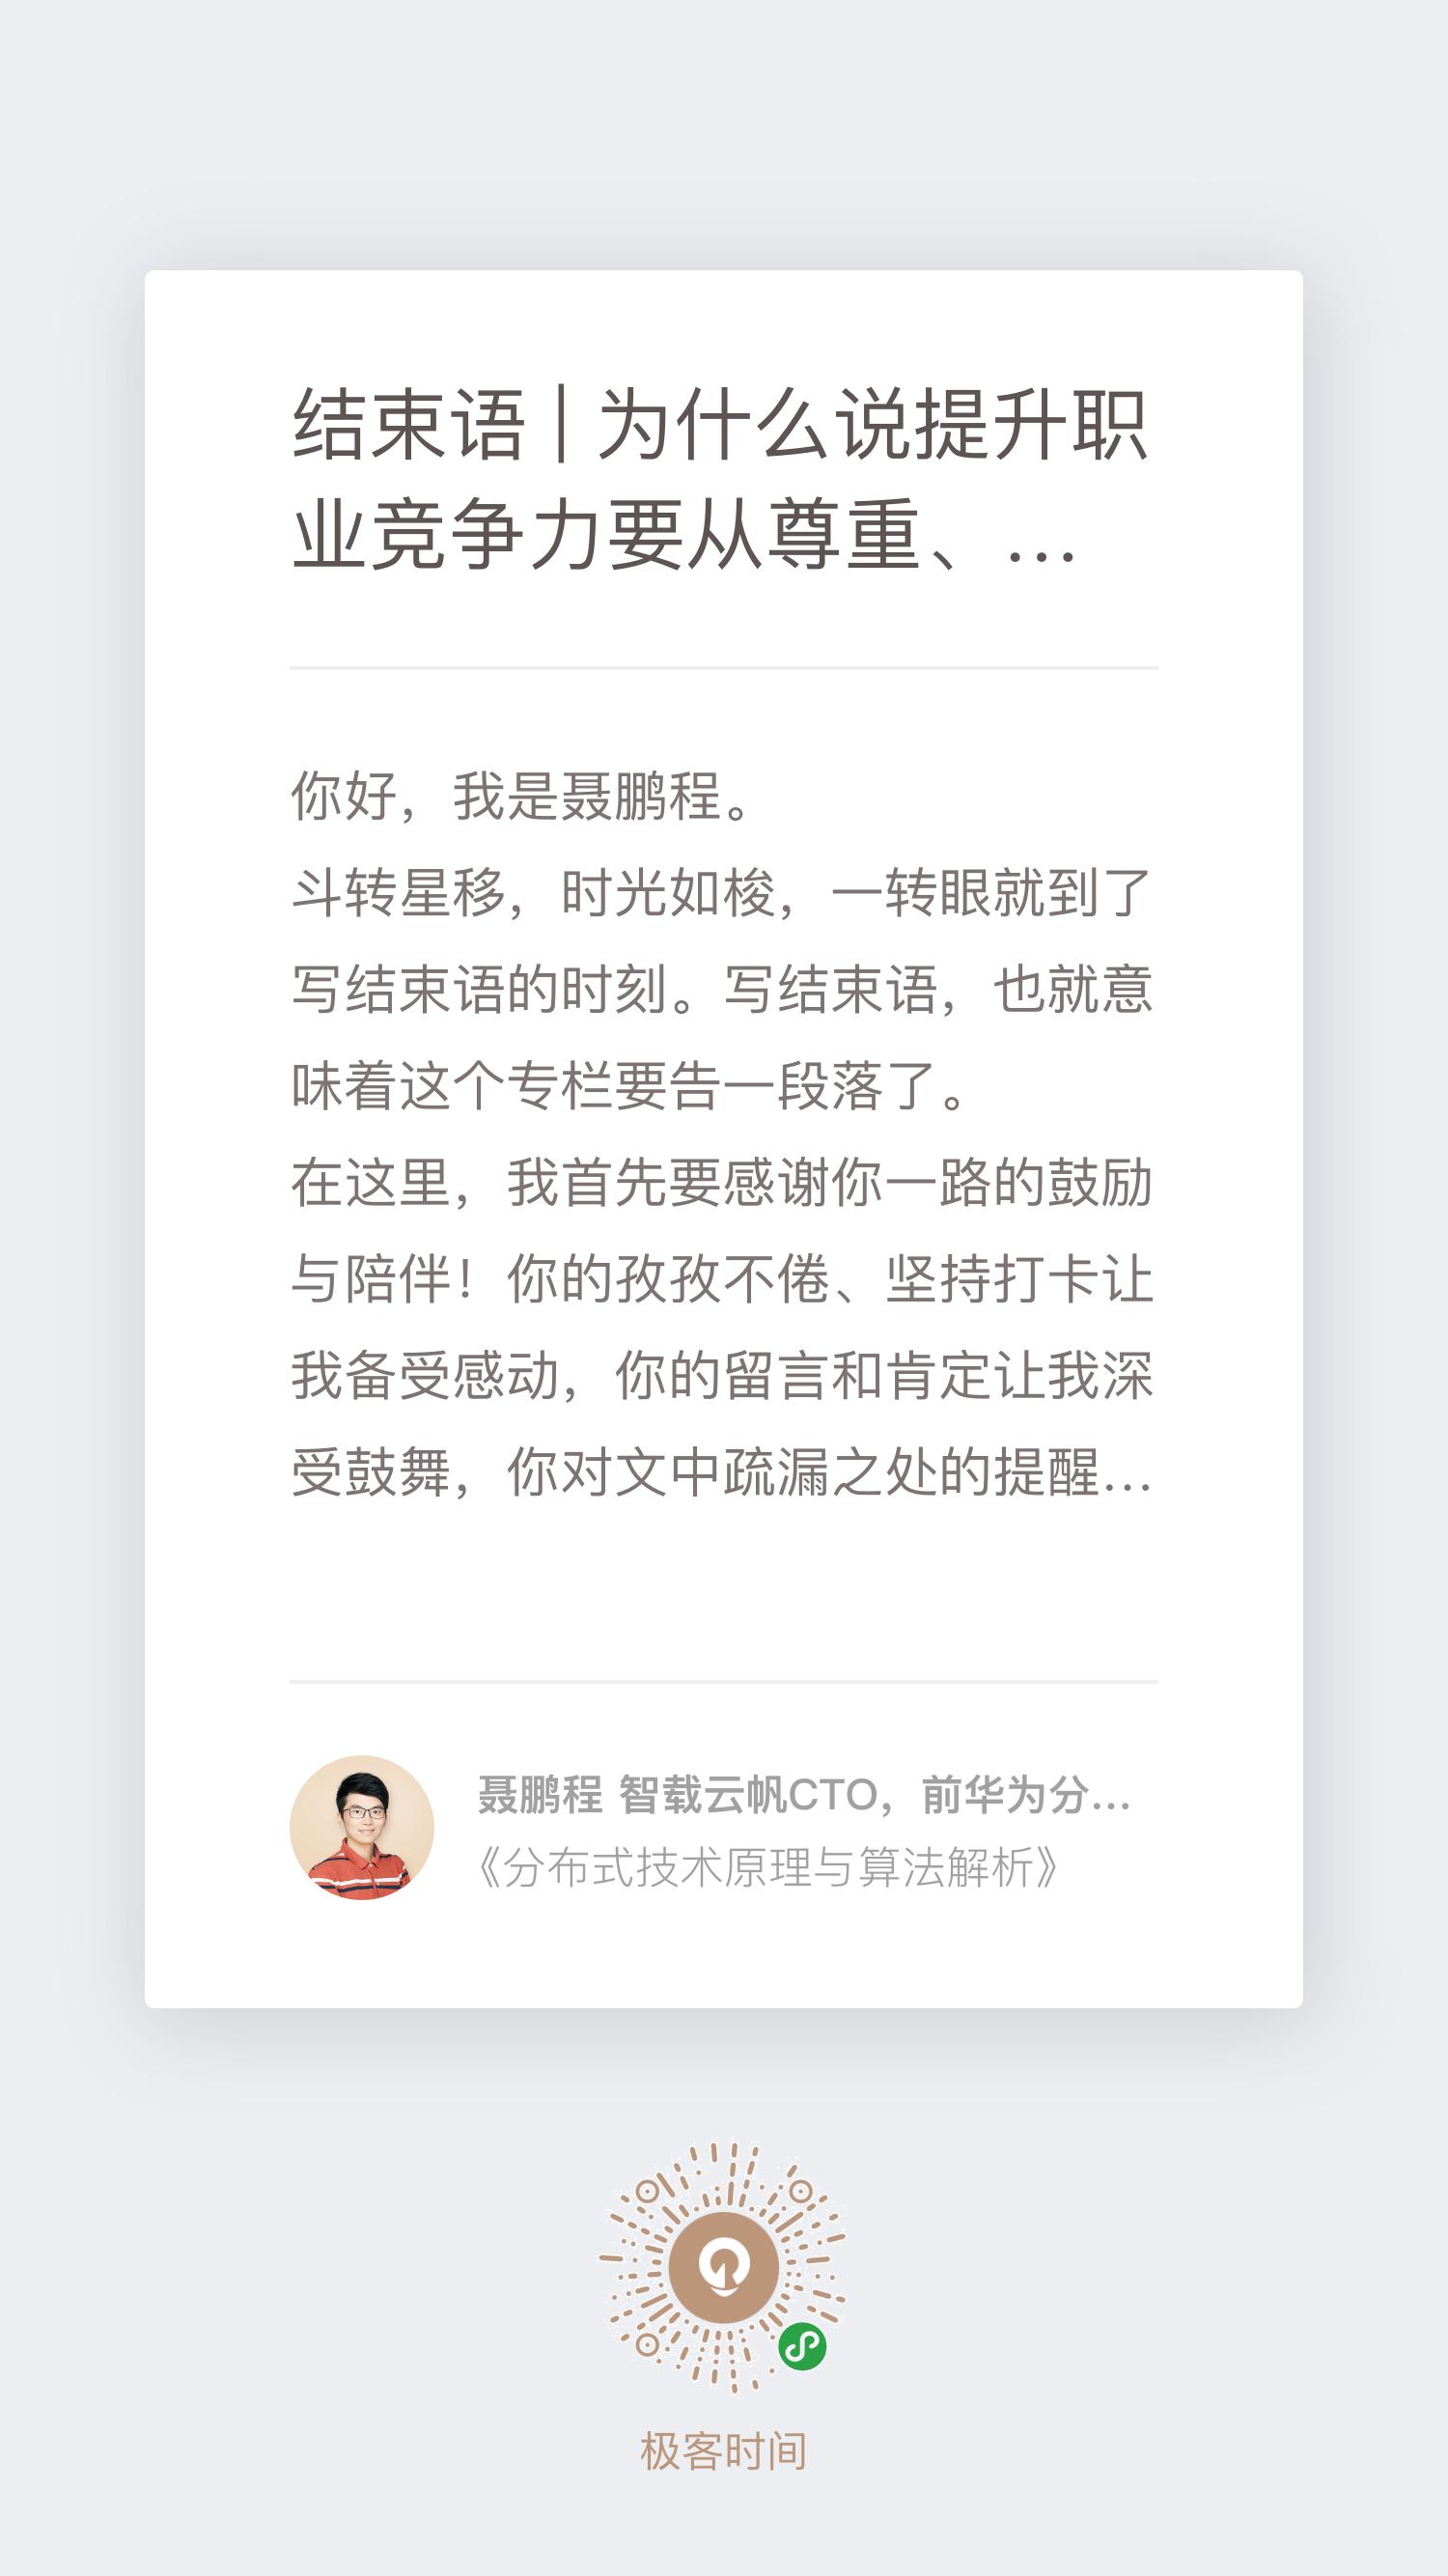 结束语 | 为什么说提升职
业竞争力要从尊重、...
你好，我是聂鹏程。
斗转星移，时光如梭，一转眼就到了
写结束语的时刻。写结束语，也就意
味着这个专栏要告一段落了。
在这里，我首先要感谢你一路的鼓励
与陪伴！你的孜孜不倦、坚持打卡让
我备受感动，你的留言和肯定让我深
受鼓舞，你对文中疏漏之处的提醒...
聂鹏程 智载云帆CTO，前华为分...
《分布式技术原理与算法解析》
极客时间